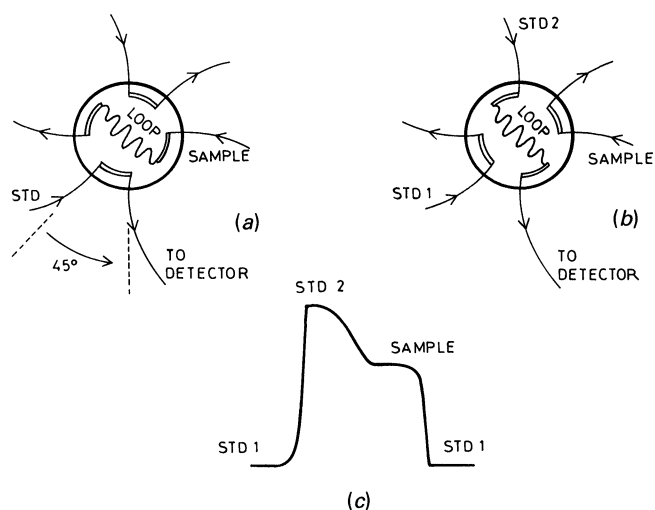 LOOP
SAMPLE
STD
(a)
45°
TO
DETECTOR
STD 2
LOOP
SAMPLE
STD 1
(b)
TO
DETECTOR
STD 2
SAMPLE
STD 1
STD 1
(c)